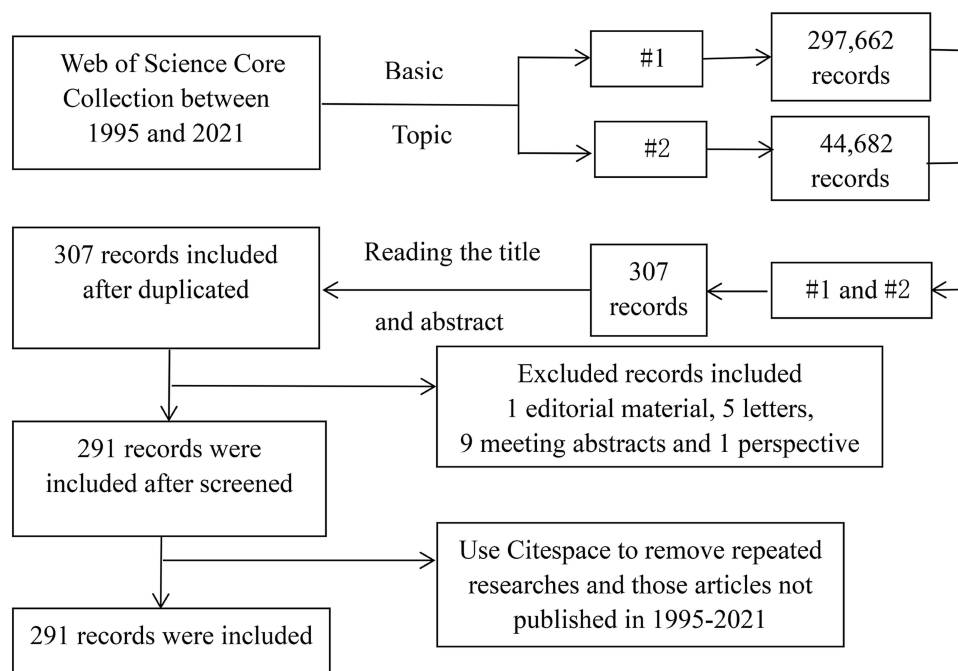 Web of Science Core
Collection between
1995 and 2021
Basic
Topic
#1
297,662
records
#2
44,682
records
307 records included
after duplicated
Reading the title
and abstract
307
records
#1 and #2
Excluded records included
1 editorial material, 5 letters,
9 meeting abstracts and 1 perspective
291 records were
included after screened
Use Citespace to remove repeated
researches and those articles not
published in 1995-2021
291 records were included